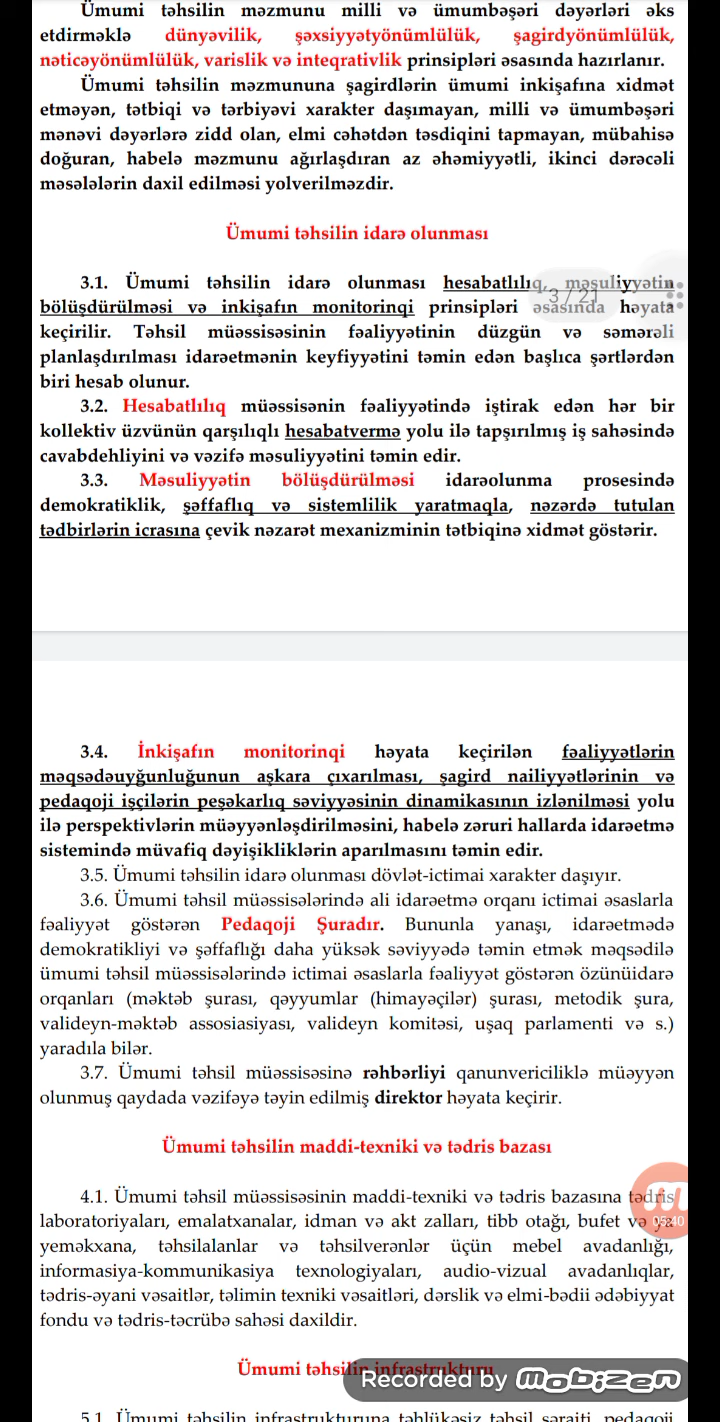 Ümumi təhsilin məzmunu milli və ümumbəşəri dəyərləri əks
etdirməklə dünyəvilik, şəxsiyyətyönümlülük, şagirdyönümlülük,
nəticəyönümlülük, varislik və inteqrativlik prinsipləri əsasında hazırlanır.
Ümumi təhsilin məzmununa şagirdlərin ümumi inkişafına xidmət
etməyən, tətbiqi və tərbiyəvi xarakter daşımayan, milli və ümumbəşəri
mənəvi dəyərlərə zidd olan, elmi cəhətdən təsdiqini tapmayan, mübahisə
doğuran, habelə məzmunu ağırlaşdıran az əhəmiyyətli, ikinci dərəcəli
məsələlərin daxil edilməsi yolverilməzdir.
Ümumi təhsilin idarə olunması
3.1. Ümumi təhsilin idarə olunması hesabatlılıq, məsuliyyətin
3 / 21
bölüşdürülməsi və inkişafın monitorinqi prinsipləri əsasında həyata
keçirilir. Təhsil müəssisəsinin fəaliyyətinin düzgün və səmərəli
planlaşdırılması idarəetmənin keyfiyyətini təmin edən başlıca şərtlərdən
biri hesab olunur.
3.2. Hesabatlılıq müəssisənin fəaliyyətində iştirak edən hər bir
kollektiv üzvünün qarşılıqlı hesabatvermə yolu ilə tapşırılmış iş sahəsində
cavabdehliyini və vəzifə məsuliyyətini təmin edir.
3.3. Məsuliyyətin bölüşdürülməsi idarəolunma prosesində
demokratiklik, şəffaflıq və sistemlilik yaratmaqla, nəzərdə tutulan
tədbirlərin icrasına çevik nəzarət mexanizminin tətbiqinə xidmət göstərir.
3.4. İnkişafın monitorinqi həyata keçirilən fəaliyyətlərin
məqsədəuyğunluğunun aşkara çıxarılması, şagird nailiyyətlərinin və
pedaqoji işçilərin peşəkarlıq səviyyəsinin dinamikasının izlənilməsi yolu
ilə perspektivlərin müəyyənləşdirilməsini, habelə zəruri hallarda idarəetmə
sistemində müvafiq dəyişikliklərin aparılmasını təmin edir.
3.5. Ümumi təhsilin idarə olunması dövlət-ictimai xarakter daşıyır.
3.6. Ümumi təhsil müəssisələrində ali idarəetmə orqanı ictimai əsaslarla
fəaliyyət göstərən Pedaqoji Şuradır. Bununla yanaşı, idarəetmədə
demokratikliyi və şəffaflığı daha yüksək səviyyədə təmin etmək məqsədilə
ümumi təhsil müəssisələrində ictimai əsaslarla fəaliyyət göstərən özünüidarə
orqanları (məktəb şurası, qəyyumlar (himayəçilər) şurası, metodik şura,
valideyn-məktəb assosiasiyası, valideyn komitəsi, uşaq parlamenti və s.)
yaradıla bilər.
3.7. Ümumi təhsil müəssisəsinə rəhbərliyi qanunvericiliklə müəyyən
olunmuş qaydada vəzifəyə təyin edilmiş direktor həyata keçirir.
Ümumi təhsilin maddi-texniki və tədris bazası
4.1. Ümumi təhsil müəssisəsinin maddi-texniki və tədris bazasına tədris
laboratoriyaları, emalatxanalar, idman və akt zalları, tibb otağı, bufet və ya
05:40
yeməkxana, təhsilalanlar və təhsilverənlər üçün mebel avadanlığı,
informasiya-kommunikasiya texnologiyaları, audio-vizual avadanlıqlar,
tədris-əyani vəsaitlər, təlimin texniki vəsaitləri, dərslik və elmi-bədii ədəbiyyat
fondu və tədris-təcrübə sahəsi daxildir.
Ümumi təhsilin infrastrukturu
Recorded by mobizen
5.1. Ümumi təhsilin infrastrukturuna təhlükəsiz təhsil şəraiti, pedaqoji